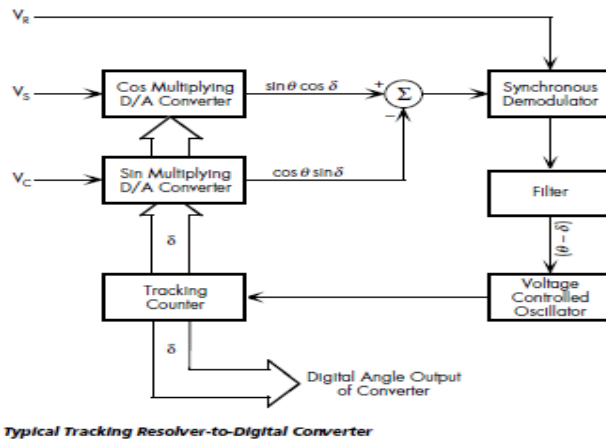 V_R
V_S
Cos Multiplying
D/A Converter
sin θ cos δ
+
Σ
−
Synchronous
Demodulator
V_C
Sin Multiplying
D/A Converter
cos θ sin δ
Filter
δ
(θ − δ)
Tracking
Counter
Voltage
Controlled
Oscillator
δ
Digital Angle Output
of Converter
Typical Tracking Resolver-to-Digital Converter